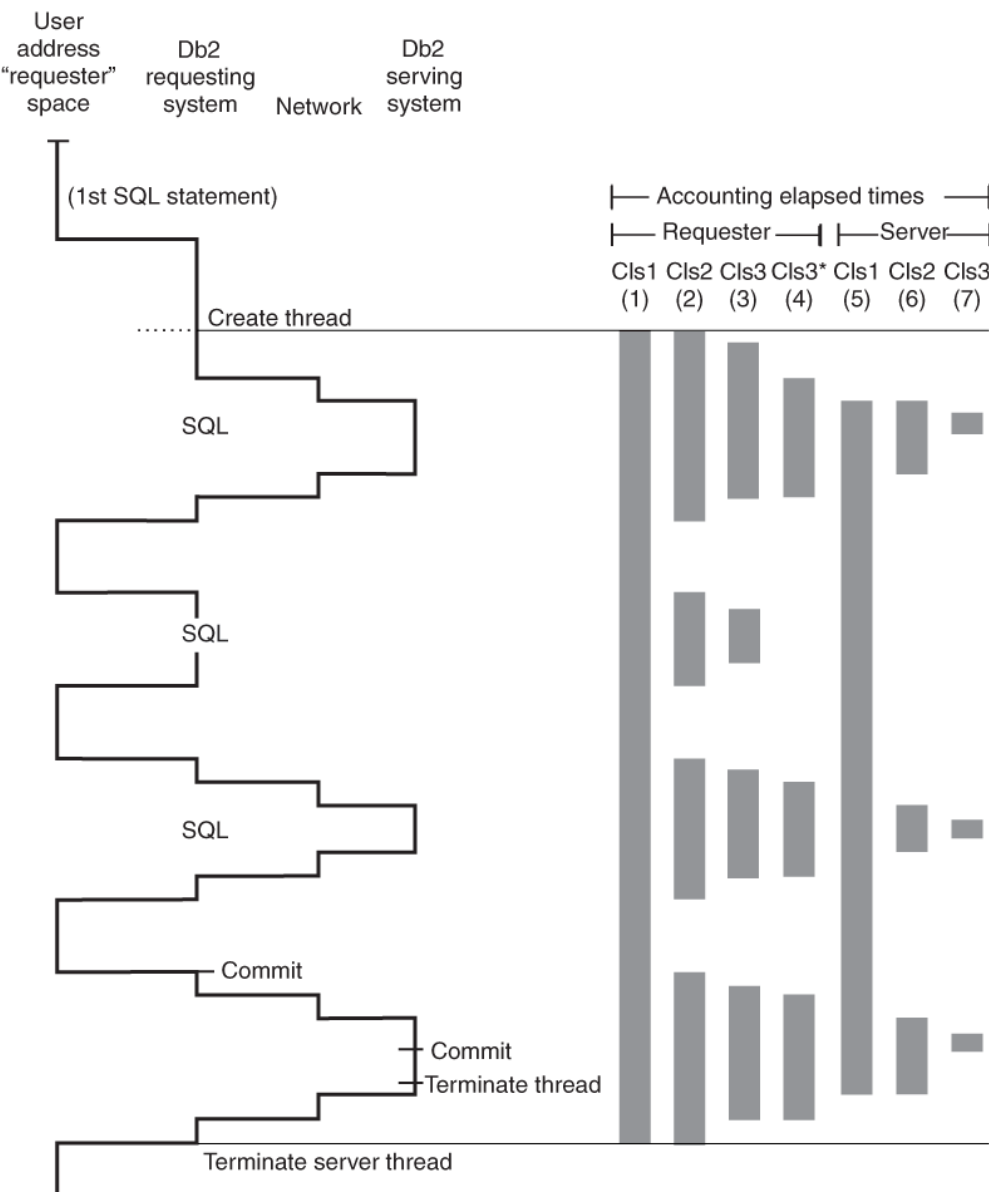 User
address
“requester”
space
Db2
requesting
system
Network
Db2
serving
system
(1st SQL statement)
Accounting elapsed times
Requester
Server
Cls1 Cls2 Cls3 Cls3* Cls1 Cls2 Cls3
(1) (2) (3) (4) (5) (6) (7)
Create thread
SQL
SQL
SQL
Commit
Commit
Terminate thread
Terminate server thread